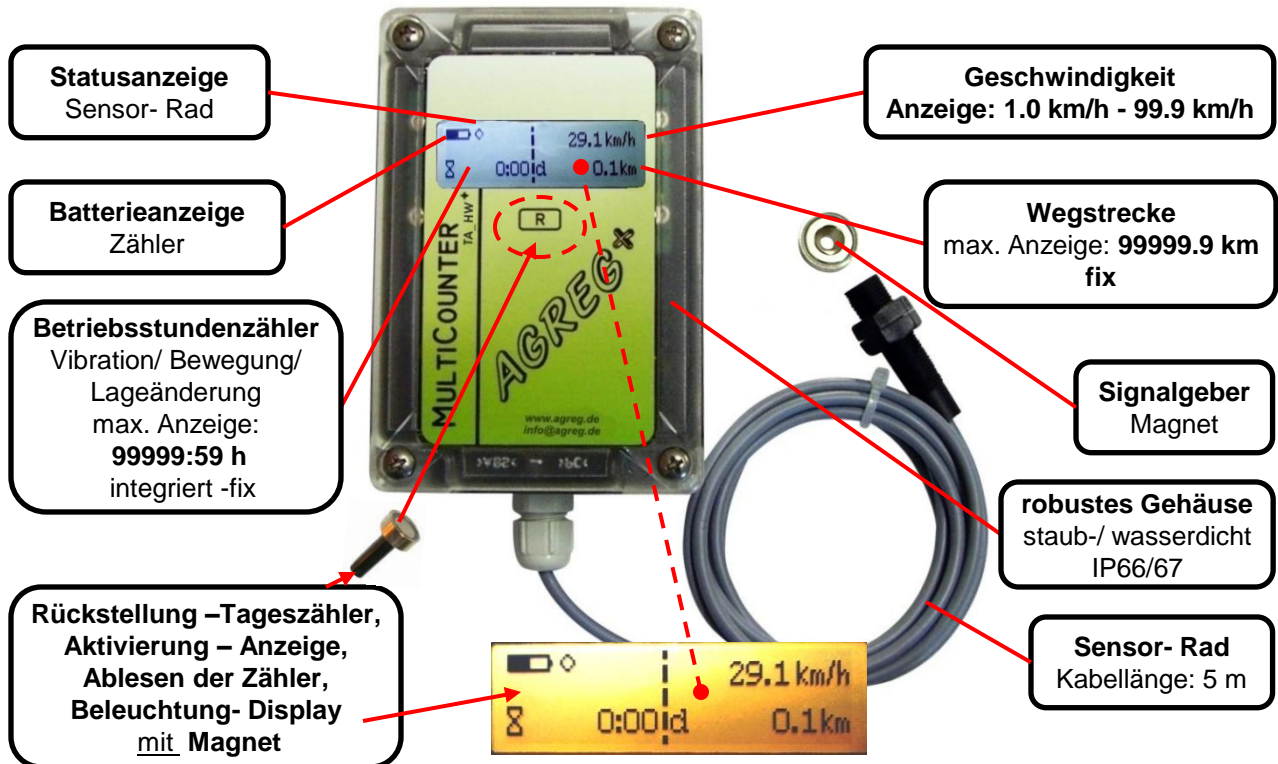 Statusanzeige
Sensor- Rad
Batterieanzeige
Zähler
Betriebsstundenzähler
Vibration/ Bewegung/
Lageänderung
max. Anzeige:
99999:59 h
integriert -fix
Rückstellung –Tageszähler,
Aktivierung – Anzeige,
Ablesen der Zähler,
Beleuchtung- Display
mit Magnet
29.1 km/h
0:00 d 0.1 km
R
MULTICOUNTER
TA_HW+
AGREG
www.agreg.de
info@agreg.de
29.1 km/h
0:00 d 0.1 km
Geschwindigkeit
Anzeige: 1.0 km/h - 99.9 km/h
Wegstrecke
max. Anzeige: 99999.9 km
fix
Signalgeber
Magnet
robustes Gehäuse
staub-/ wasserdicht
IP66/67
Sensor- Rad
Kabellänge: 5 m